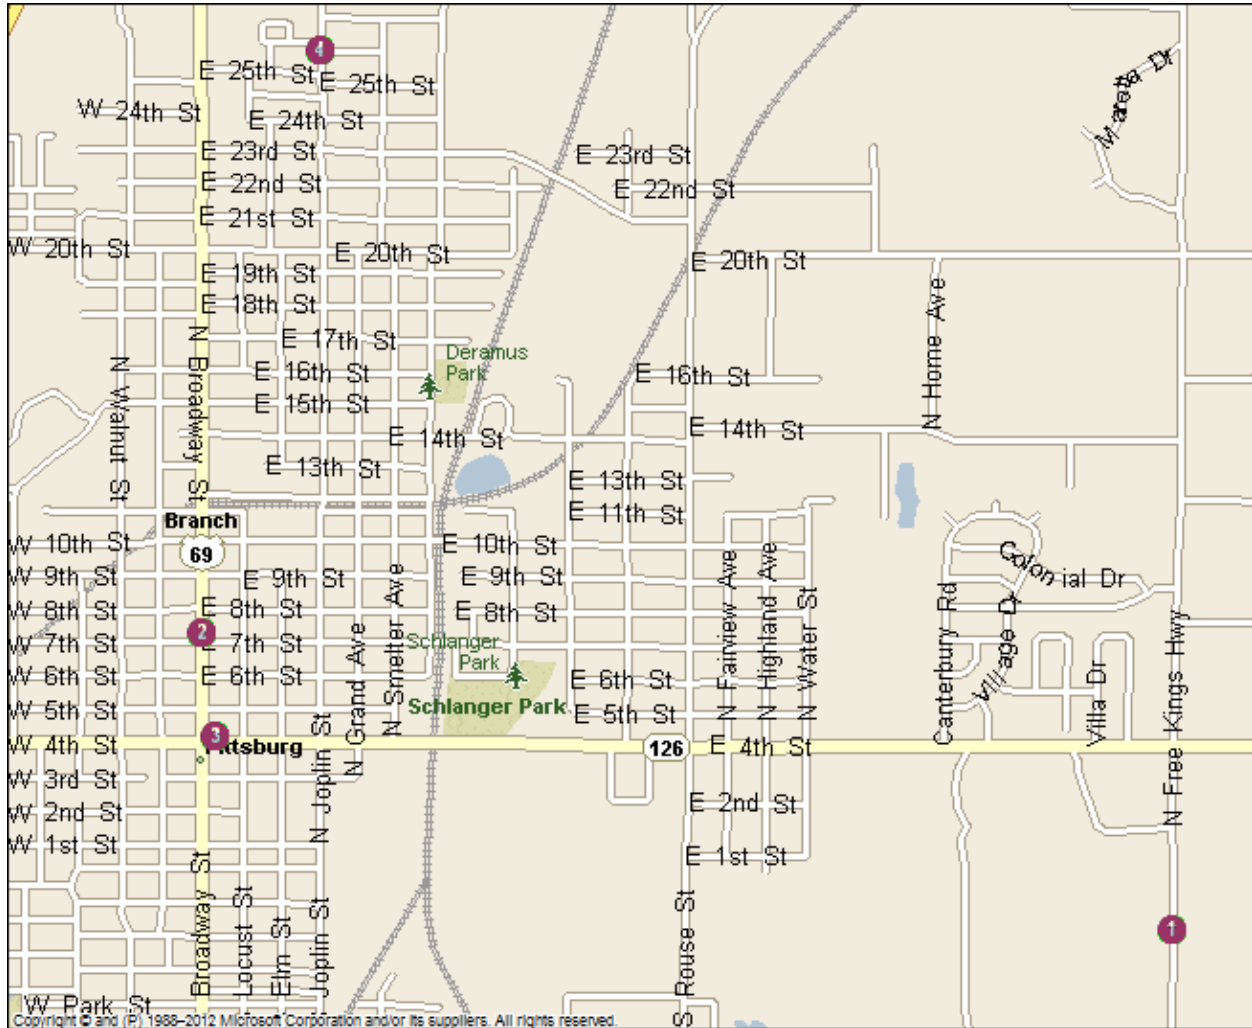 4
E 25th St
E 25th St
W 24th St
E 24th St
Maretta Dr
E 23rd St
E 23rd St
E 22nd St
E 22nd St
E 21st St
W 20th St
E 20th St
E 20th St
E 19th St
E 18th St
N Home Ave
E 17th St
N Broadway St
Deramus
Park
N Walnut St
E 16th St
E 16th St
E 15th St
E 14th St
E 14th St
E 13th St
E 13th St
E 11th St
Branch
W 10th St
69
E 10th St
Colonial Dr
W 9th St
E 9th St
E 9th St
N Smelter Ave
N Fairview Ave
N Highland Ave
N Water St
Canterbury Rd
Village Dr
N Free Kings Hwy
W 8th St
E 8th St
E 8th St
2
W 7th St
E 7th St
Schlanger
Park
N Grand Ave
W 6th St
E 6th St
E 6th St
Villa Dr
Schlanger Park
W 5th St
E 5th St
3
W 4th St
Pittsburg
126
E 4th St
N Joplin St
W 3rd St
W 2nd St
E 2nd St
W 1st St
E 1st St
Broadway St
Locust St
Elm St
Joplin St
S Rouse St
1
W Park St
Copyright © and (P) 1988–2012 Microsoft Corporation and/or its suppliers. All rights reserved.